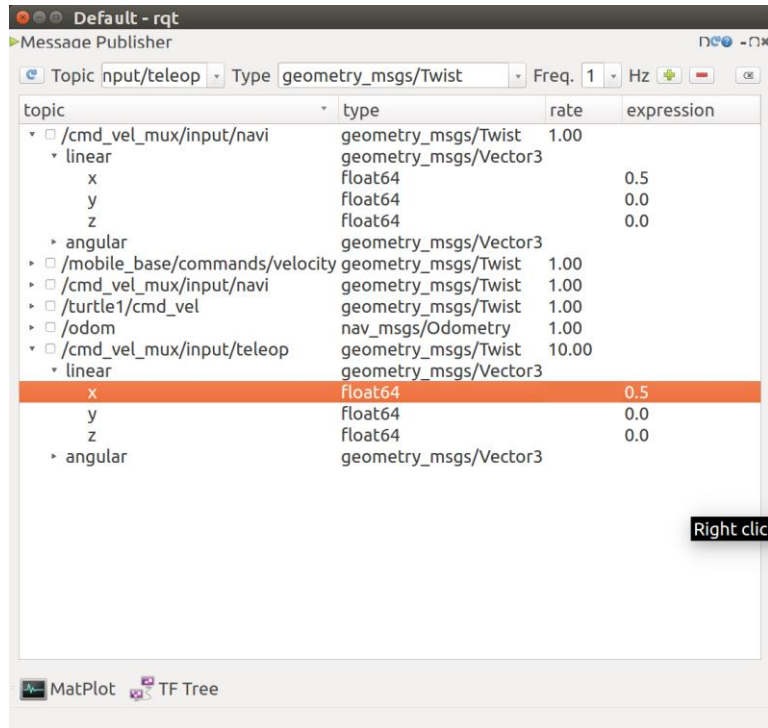 Default - rqt
Message Publisher
Topic nput/teleop Type geometry_msgs/Twist Freq. 1 Hz
topic type rate expression
/cmd_vel_mux/input/navi geometry_msgs/Twist 1.00
linear geometry_msgs/Vector3
x float64 0.5
y float64 0.0
z float64 0.0
angular geometry_msgs/Vector3
/mobile_base/commands/velocity geometry_msgs/Twist 1.00
/cmd_vel_mux/input/navi geometry_msgs/Twist 1.00
/turtle1/cmd_vel geometry_msgs/Twist 1.00
/odom nav_msgs/Odometry 1.00
/cmd_vel_mux/input/teleop geometry_msgs/Twist 10.00
linear geometry_msgs/Vector3
x float64 0.5
y float64 0.0
z float64 0.0
angular geometry_msgs/Vector3
Right clic
MatPlot TF Tree